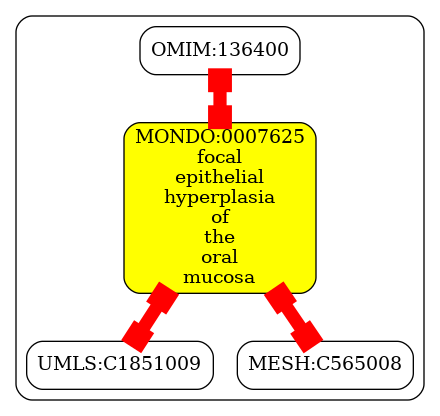 OMIM:136400
MONDO:0007625
focal
epithelial
hyperplasia
of
the
oral
mucosa
UMLS:C1851009
MESH:C565008